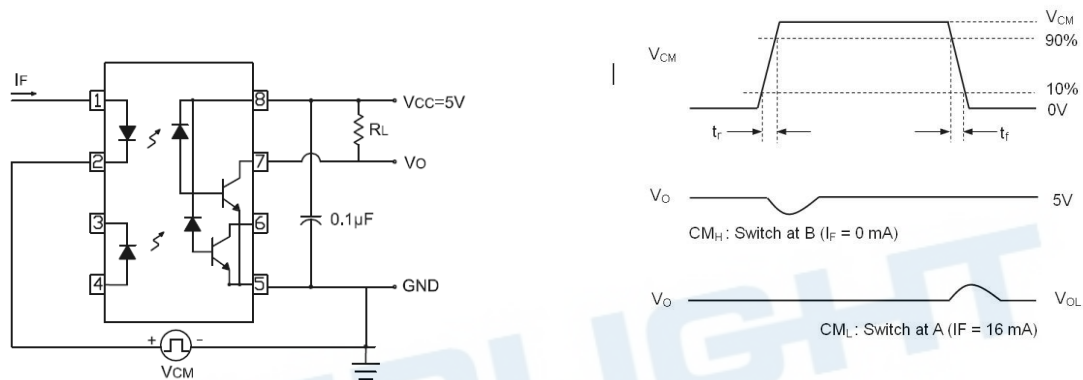 IF
1
2
3
4
8
7
6
5
VCC=5V
RL
VO
0.1µF
GND
+ -
VCM
VCM
VCM
90%
10%
0V
tr
tf
VO
5V
CMH : Switch at B (IF = 0 mA)
VO
VOL
CML : Switch at A (IF = 16 mA)
RLIGHT